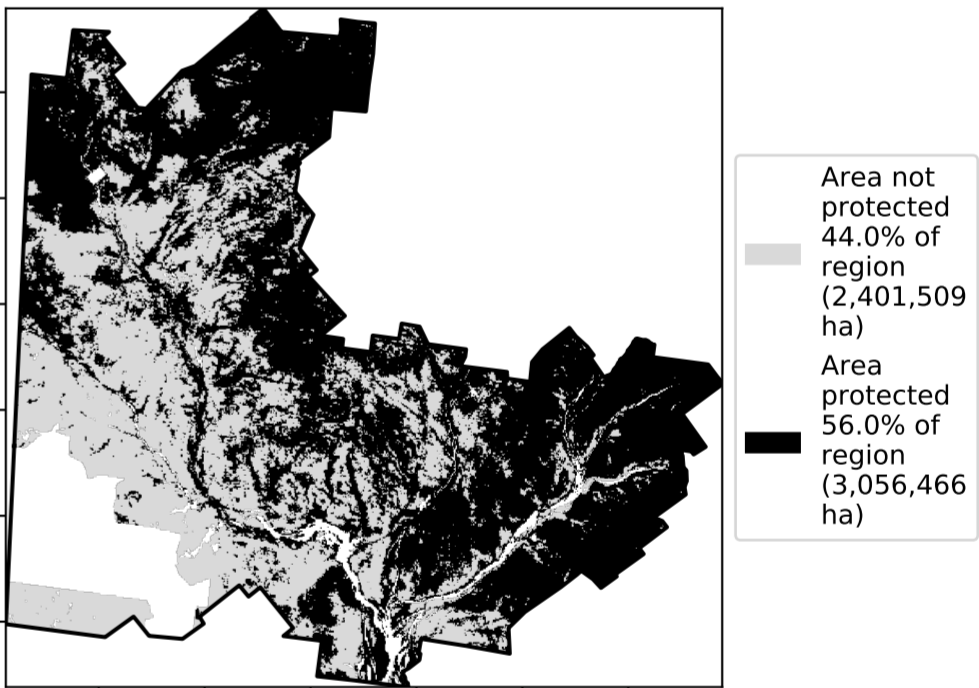 Area not
protected
44.0% of
region
(2,401,509
ha)
Area
protected
56.0% of
region
(3,056,466
ha)